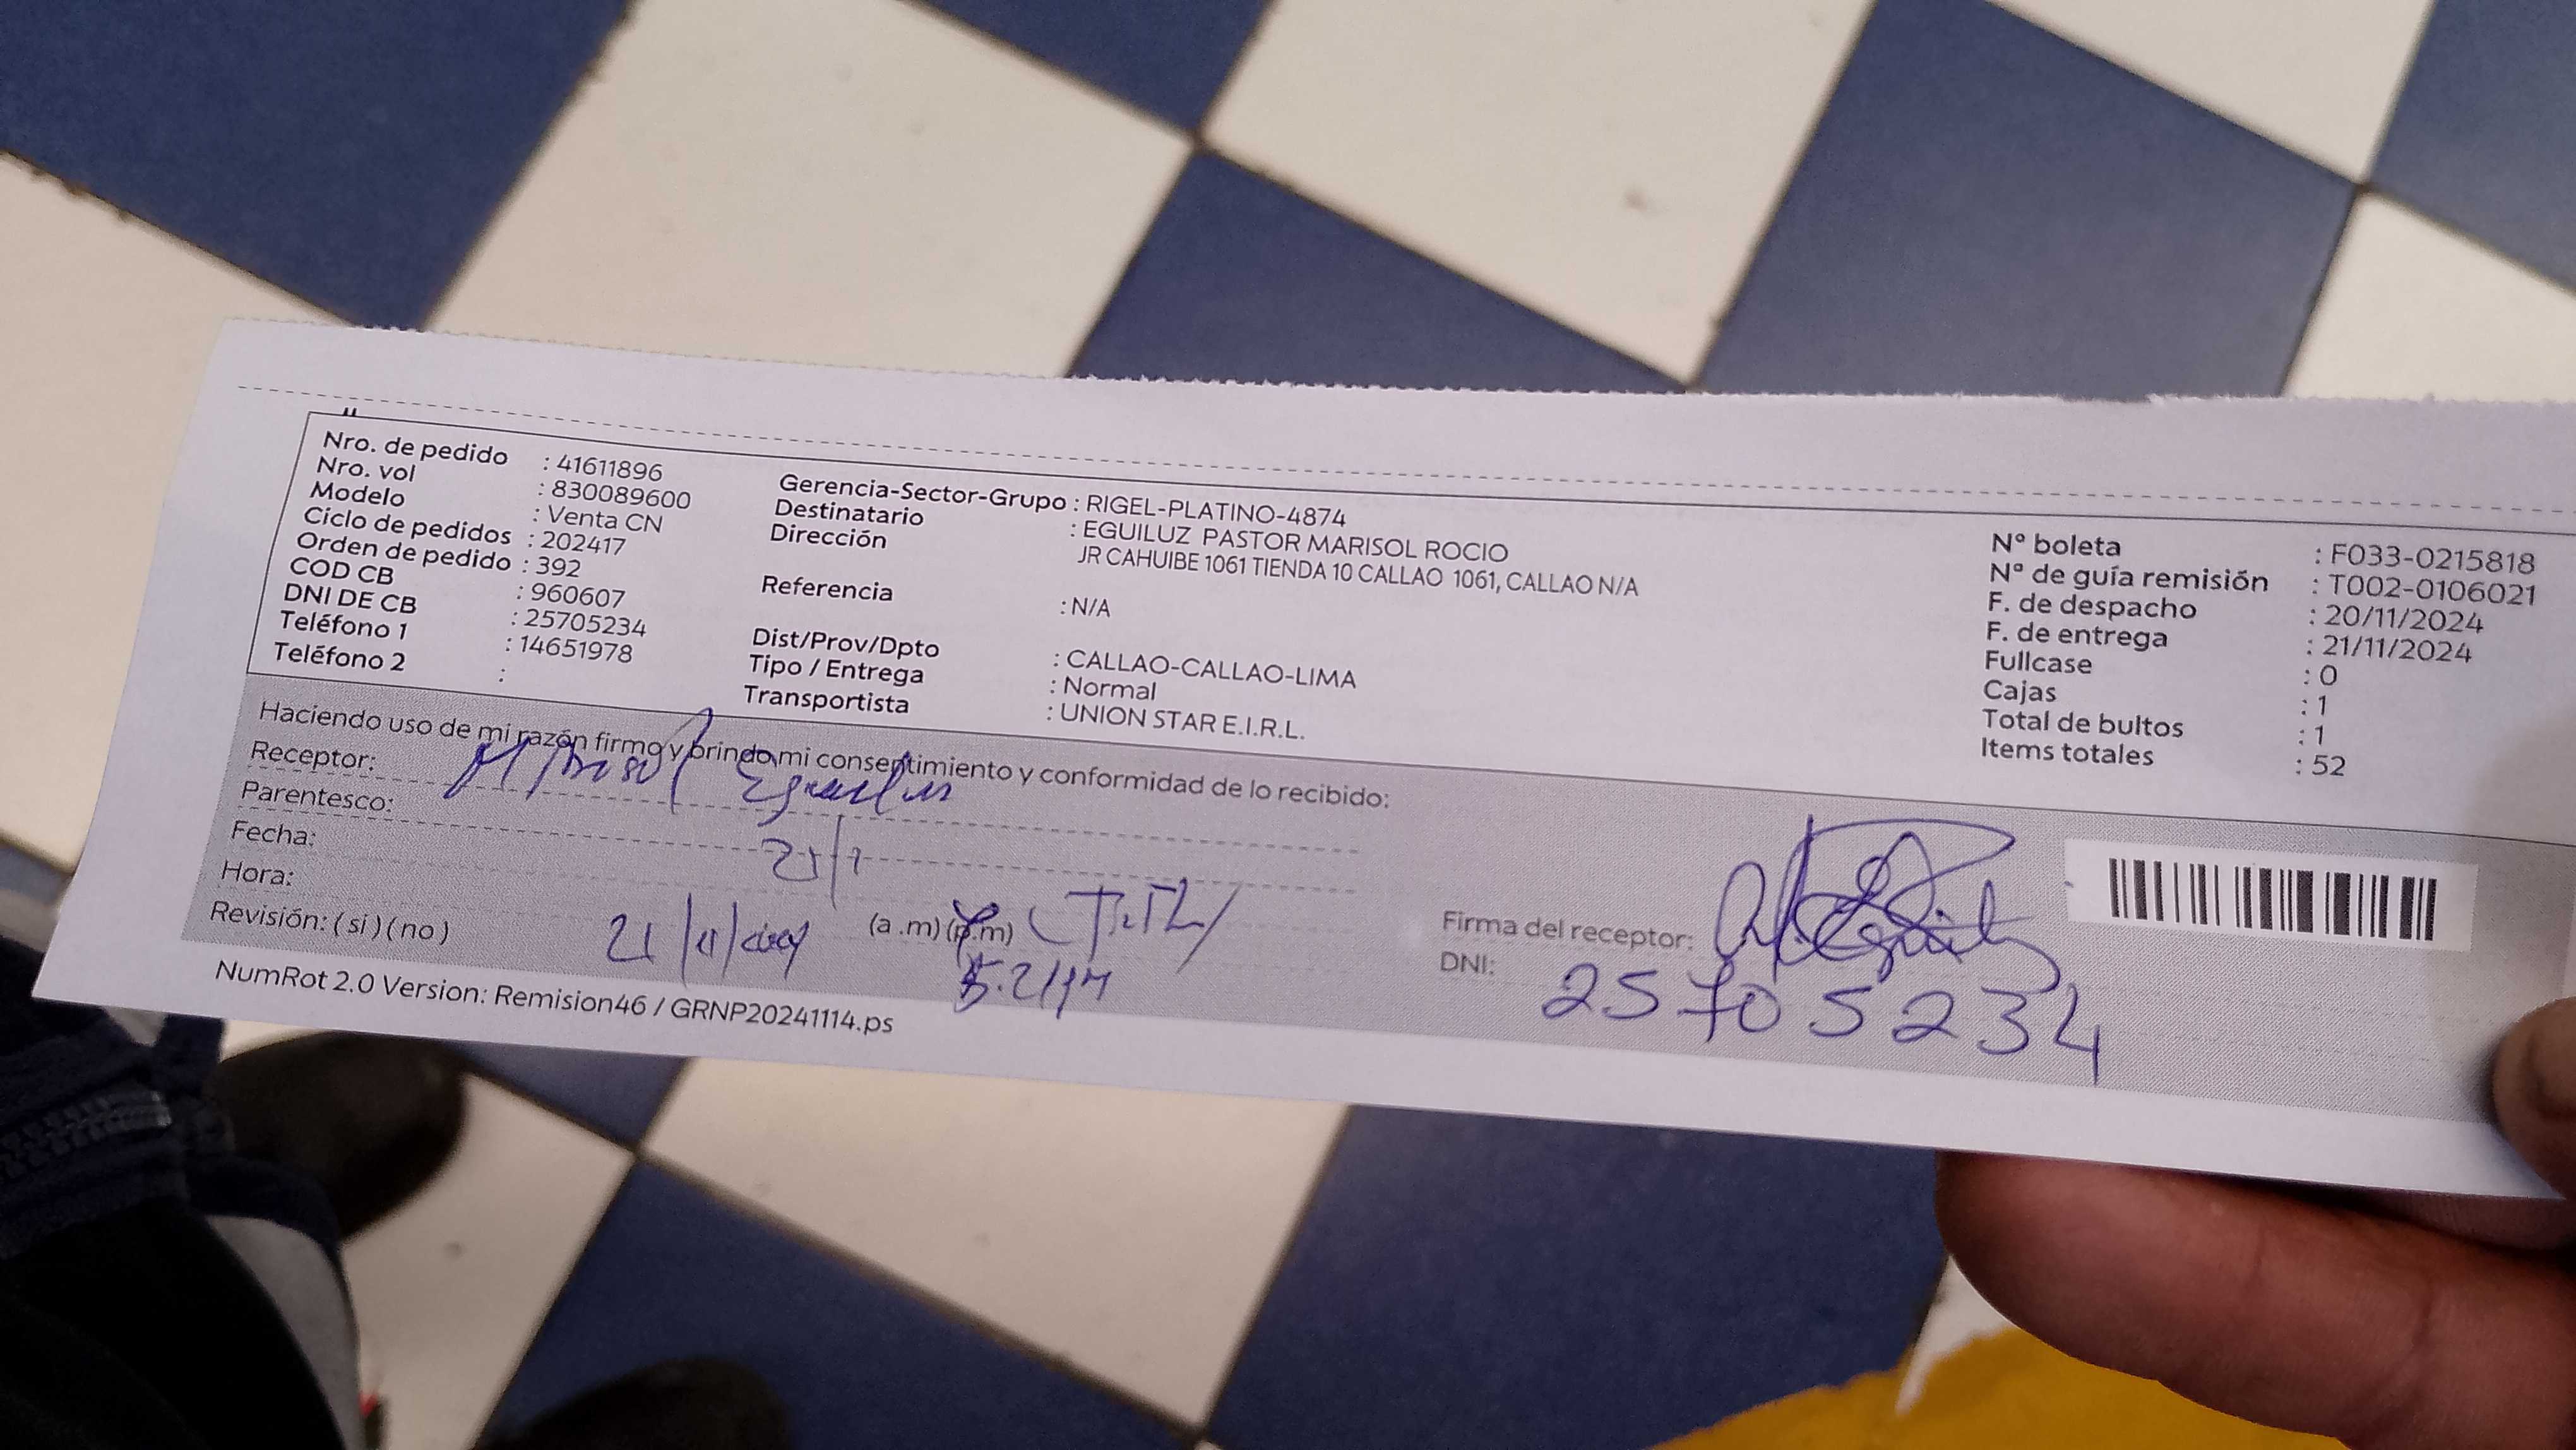 Nro. de pedido : 41611896
Nro. vol : 830089600
Modelo : Venta CN
Ciclo de pedidos : 202417
Orden de pedido : 392
COD CB : 960607
DNI DE CB : 25705234
Teléfono 1 : 14651978
Teléfono 2 :
Gerencia-Sector-Grupo : RIGEL-PLATINO-4874
Destinatario : EGUILUZ PASTOR MARISOL ROCIO
Dirección JR CAHUIBE 1061 TIENDA 10 CALLAO 1061, CALLAO N/A
Referencia : N/A
Dist/Prov/Dpto : CALLAO-CALLAO-LIMA
Tipo / Entrega : Normal
Transportista : UNION STAR E.I.R.L.
N° boleta : F033-0215818
N° de guía remisión : T002-0106021
F. de despacho : 20/11/2024
F. de entrega : 21/11/2024
Fullcase : 0
Cajas : 1
Total de bultos : 1
Items totales : 52
Haciendo uso de mi razón firmo y brindo mi consentimiento y conformidad de lo recibido:
Receptor: Marisol Eguiluz
Parentesco:
Fecha:
Hora:
(a.m) (p.m)
Revisión: ( si ) ( no )
Firma del receptor:
DNI: 25705234
NumRot 2.0 Version: Remision46 / GRNP20241114.ps